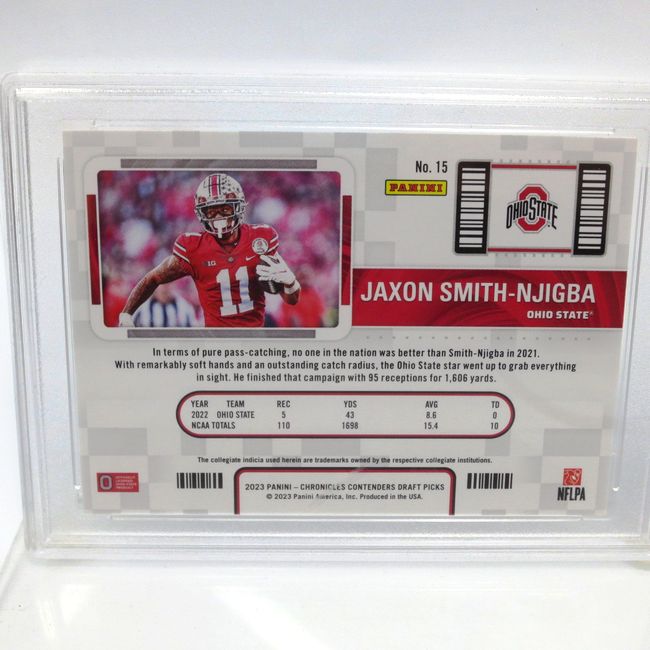 No. 15
PANINI
OHIO STATE
11
JAXON SMITH-NJIGBA
OHIO STATE®
In terms of pure pass-catching, no one in the nation was better than Smith-Njigba in 2021.
With remarkably soft hands and an outstanding catch radius, the Ohio State star went up to grab everything
in sight. He finished that campaign with 95 receptions for 1,606 yards.
YEAR TEAM REC YDS AVG TD
2022 OHIO STATE 5 43 8.6 0
NCAA TOTALS 110 1698 15.4 10
The collegiate indicia used herein are trademarks owned by the respective collegiate institutions.
OFFICIALLY
LICENSED
OHIO STATE
PRODUCT
2023 PANINI – CHRONICLES CONTENDERS DRAFT PICKS
© 2023 Panini America, Inc. Produced in the USA.
NFLPA